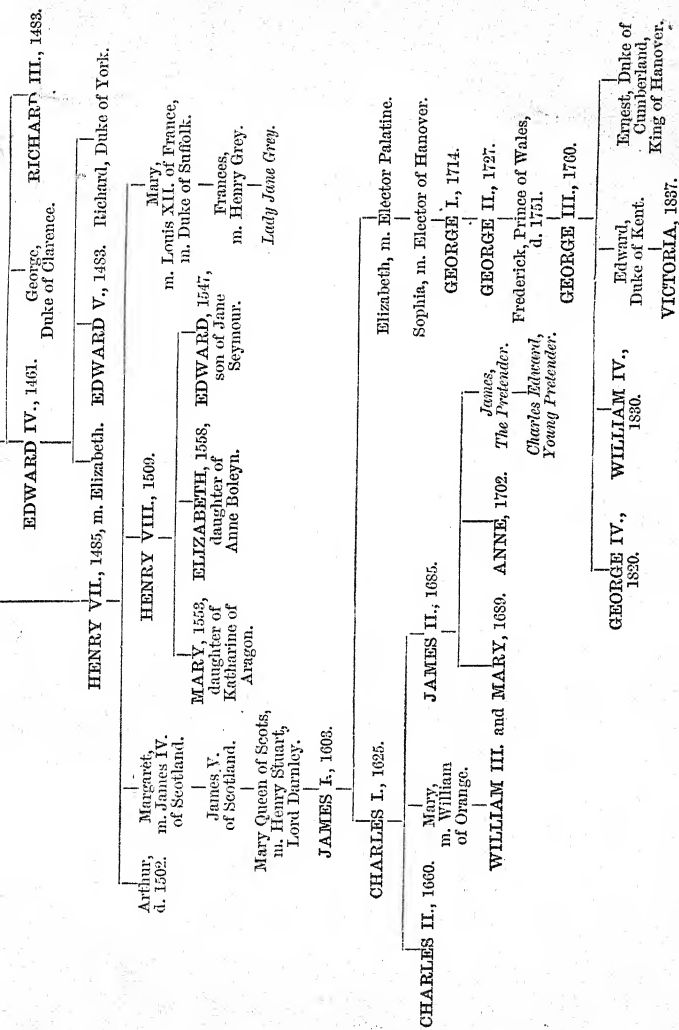 EDWARD IV., 1461.
George,
Duke of Clarence.
RICHARD III., 1483.
HENRY VII., 1485, m. Elizabeth.
EDWARD V., 1483.
Richard, Duke of York.
Arthur,
d. 1502.
Margaret,
m. James IV.
of Scotland.
HENRY VIII., 1509.
Mary,
m. Louis XII. of France,
m. Duke of Suffolk.
James V.
of Scotland.
MARY, 1553,
daughter of
Katharine of
Aragon.
ELIZABETH, 1558,
daughter of
Anne Boleyn.
EDWARD, 1547,
son of Jane
Seymour.
Frances,
m. Henry Grey.
Mary Queen of Scots,
m. Henry Stuart,
Lord Darnley.
Lady Jane Grey.
JAMES I., 1603.
CHARLES I., 1625.
Elizabeth, m. Elector Palatine.
CHARLES II., 1660.
Mary,
m. William
of Orange.
JAMES II., 1685.
Sophia, m. Elector of Hanover.
GEORGE I., 1714.
WILLIAM III. and MARY, 1689.
ANNE, 1702.
James,
The Pretender.
GEORGE II., 1727.
Charles Edward,
Young Pretender.
Frederick, Prince of Wales,
d. 1751.
GEORGE III., 1760.
GEORGE IV.,
1820.
WILLIAM IV.,
1830.
Edward,
Duke of Kent.
Ernest, Duke of
Cumberland,
King of Hanover.
VICTORIA, 1837.